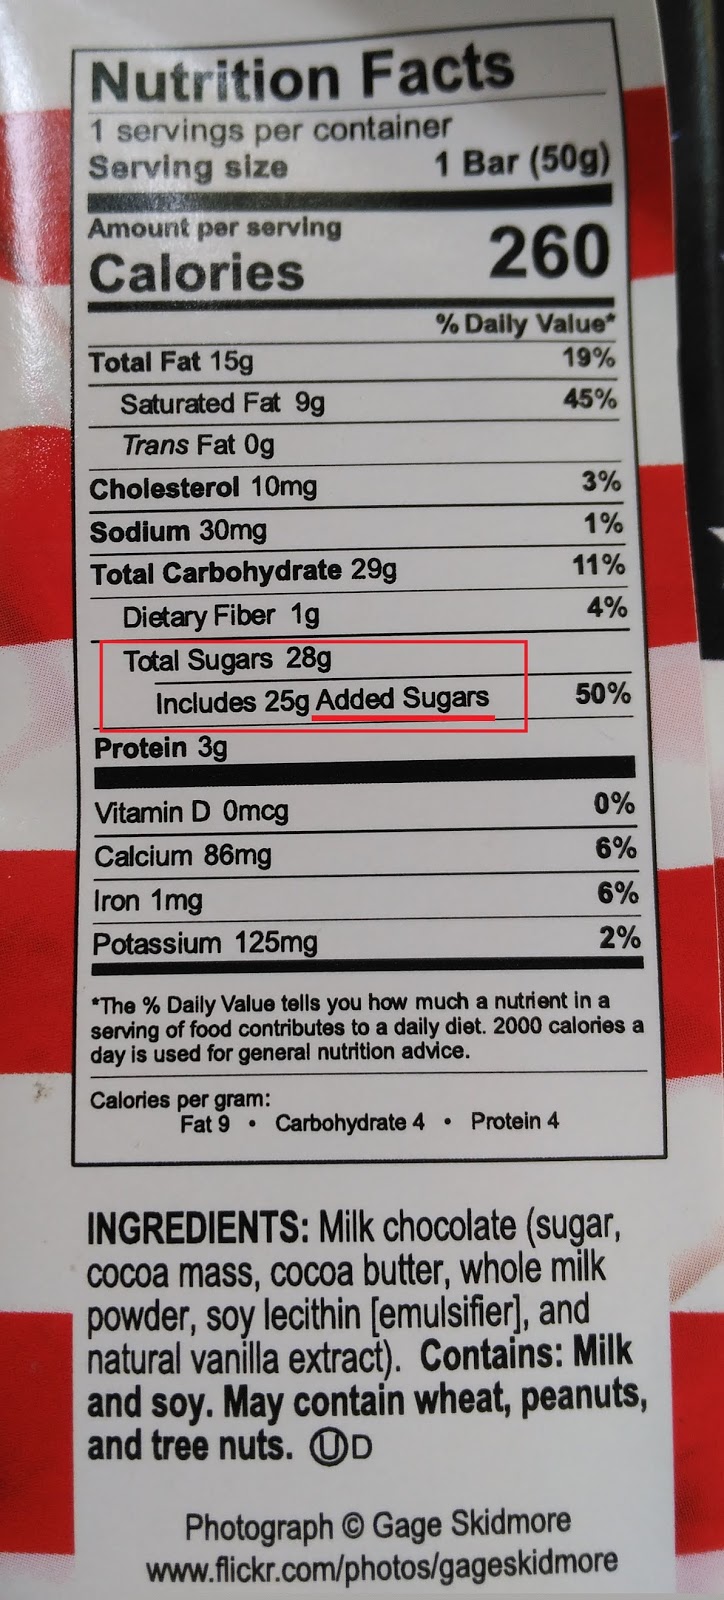 Nutrition Facts
1 servings per container
Serving size 1 Bar (50g)
Amount per serving
Calories 260
% Daily Value*
Total Fat 15g 19%
Saturated Fat 9g 45%
Trans Fat 0g
Cholesterol 10mg 3%
Sodium 30mg 1%
Total Carbohydrate 29g 11%
Dietary Fiber 1g 4%
Total Sugars 28g
Includes 25g Added Sugars 50%
Protein 3g
Vitamin D 0mcg 0%
Calcium 86mg 6%
Iron 1mg 6%
Potassium 125mg 2%
*The % Daily Value tells you how much a nutrient in a
serving of food contributes to a daily diet. 2000 calories a
day is used for general nutrition advice.
Calories per gram:
Fat 9 • Carbohydrate 4 • Protein 4
INGREDIENTS: Milk chocolate (sugar,
cocoa mass, cocoa butter, whole milk
powder, soy lecithin [emulsifier], and
natural vanilla extract). Contains: Milk
and soy. May contain wheat, peanuts,
and tree nuts. U D
Photograph © Gage Skidmore
www.flickr.com/photos/gageskidmore